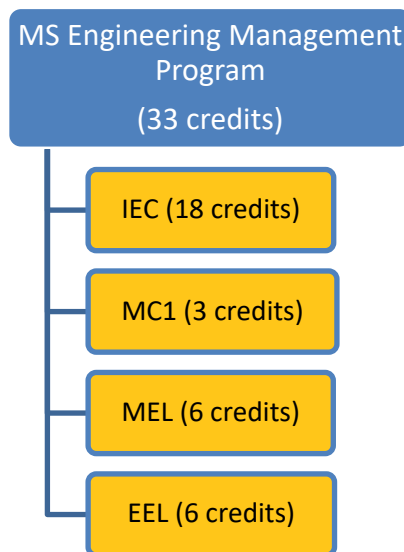 MS Engineering Management
Program
(33 credits)
IEC (18 credits)
MC1 (3 credits)
MEL (6 credits)
EEL (6 credits)